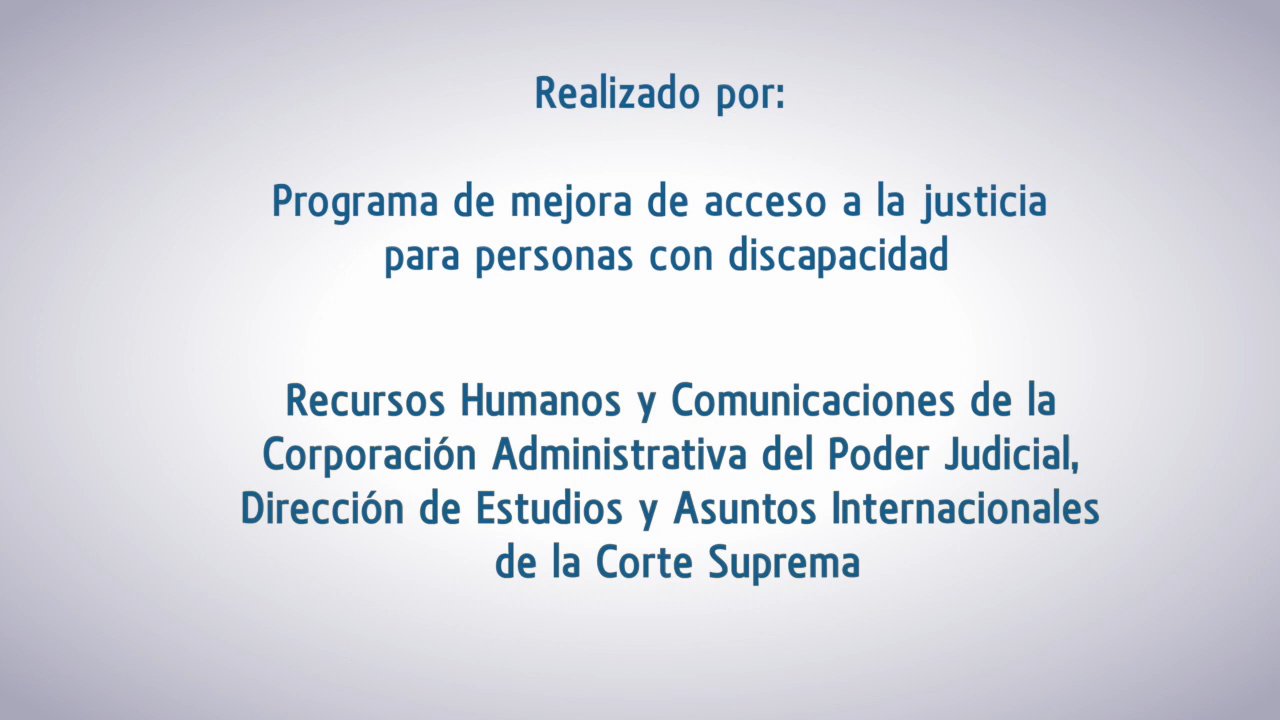 Realizado por:
Programa de mejora de acceso a la justicia
para personas con discapacidad
Recursos Humanos y Comunicaciones de la
Corporación Administrativa del Poder Judicial,
Dirección de Estudios y Asuntos Internacionales
de la Corte Suprema